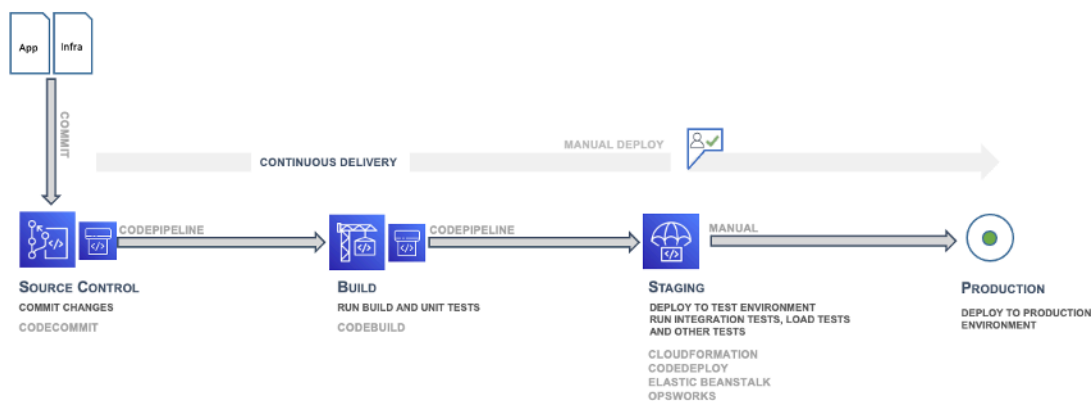 App
Infra
COMMIT
MANUAL DEPLOY
CONTINUOUS DELIVERY
CODEPIPELINE
CODEPIPELINE
MANUAL
SOURCE CONTROL
COMMIT CHANGES
CODECOMMIT
BUILD
RUN BUILD AND UNIT TESTS
CODEBUILD
STAGING
DEPLOY TO TEST ENVIRONMENT
RUN INTEGRATION TESTS, LOAD TESTS
AND OTHER TESTS
CLOUDFORMATION
CODEDEPLOY
ELASTIC BEANSTALK
OPSWORKS
PRODUCTION
DEPLOY TO PRODUCTION
ENVIRONMENT